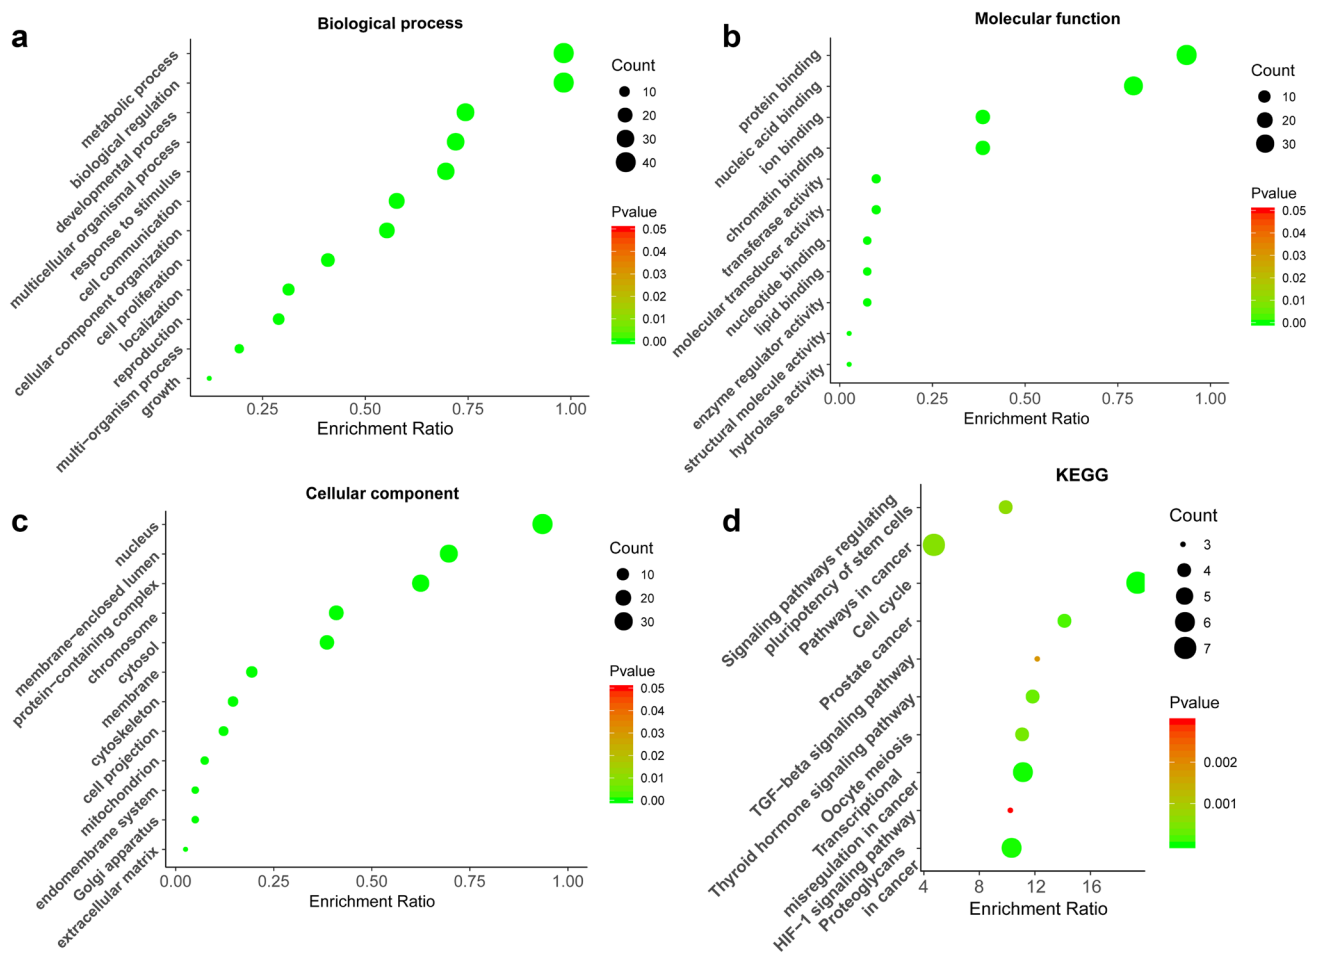 a
Biological process
metabolic process
biological regulation
developmental process
multicellular organismal process
response to stimulus
cell communication
cellular component organization
cell proliferation
localization
reproduction
multi−organism process
growth
0.25 0.50 0.75 1.00
Enrichment Ratio
Count
10
20
30
40
Pvalue
0.05
0.04
0.03
0.02
0.01
0.00
b
Molecular function
protein binding
nucleic acid binding
ion binding
chromatin binding
transferase activity
molecular transducer activity
nucleotide binding
lipid binding
enzyme regulator activity
structural molecule activity
hydrolase activity
0.00 0.25 0.50 0.75 1.00
Enrichment Ratio
Count
10
20
30
Pvalue
0.05
0.04
0.03
0.02
0.01
0.00
c
Cellular component
nucleus
membrane−enclosed lumen
protein−containing complex
chromosome
cytosol
membrane
cytoskeleton
cell projection
mitochondrion
endomembrane system
Golgi apparatus
extracellular matrix
0.00 0.25 0.50 0.75 1.00
Enrichment Ratio
Count
10
20
30
Pvalue
0.05
0.04
0.03
0.02
0.01
0.00
d
KEGG
Signaling pathways regulating
pluripotency of stem cells
Pathways in cancer
Cell cycle
Prostate cancer
TGF−beta signaling pathway
Thyroid hormone signaling pathway
Oocyte meiosis
Transcriptional
misregulation in cancer
HIF−1 signaling pathway
Proteoglycans
in cancer
4 8 12 16
Enrichment Ratio
Count
3
4
5
6
7
Pvalue
0.002
0.001